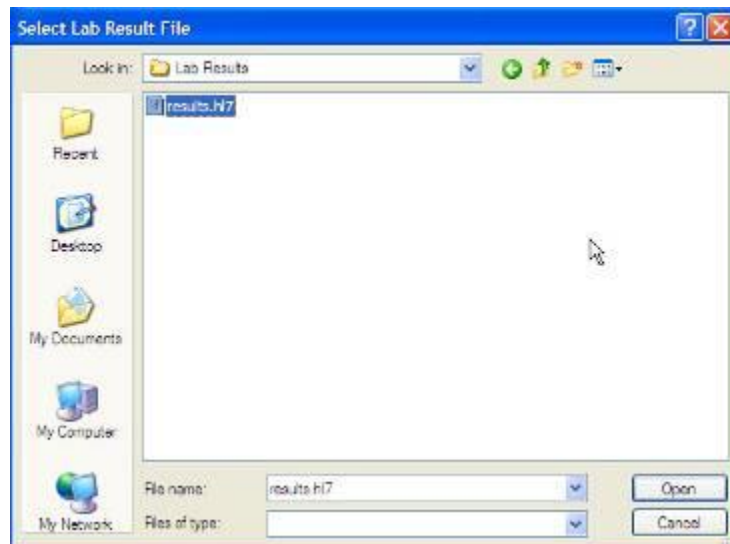 Select Lab Result File
Look in: Lab Results
results.hl7
Recent
Desktop
My Documents
My Computer
My Network
File name: results.hl7 Open
Files of type: Cancel